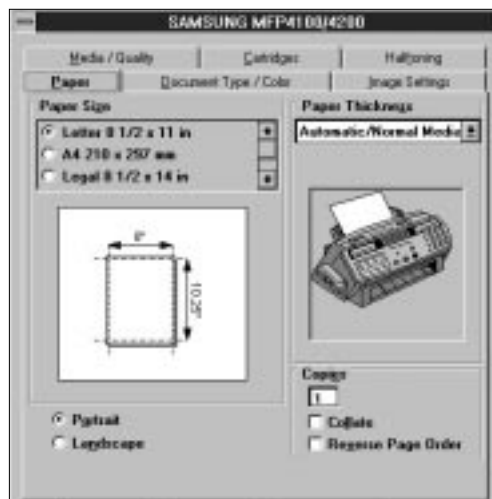 SAMSUNG MFP4100/4200
Media / Quality
Cartridges
Halftoning
Paper
Document Type / Color
Image Settings
Paper Size
Letter 8 1/2 x 11 in
A4 210 x 297 mm
Legal 8 1/2 x 14 in
8"
10.25"
Portrait
Landscape
Paper Thickness
Automatic/Normal Media
Copies
1
Collate
Reverse Page Order